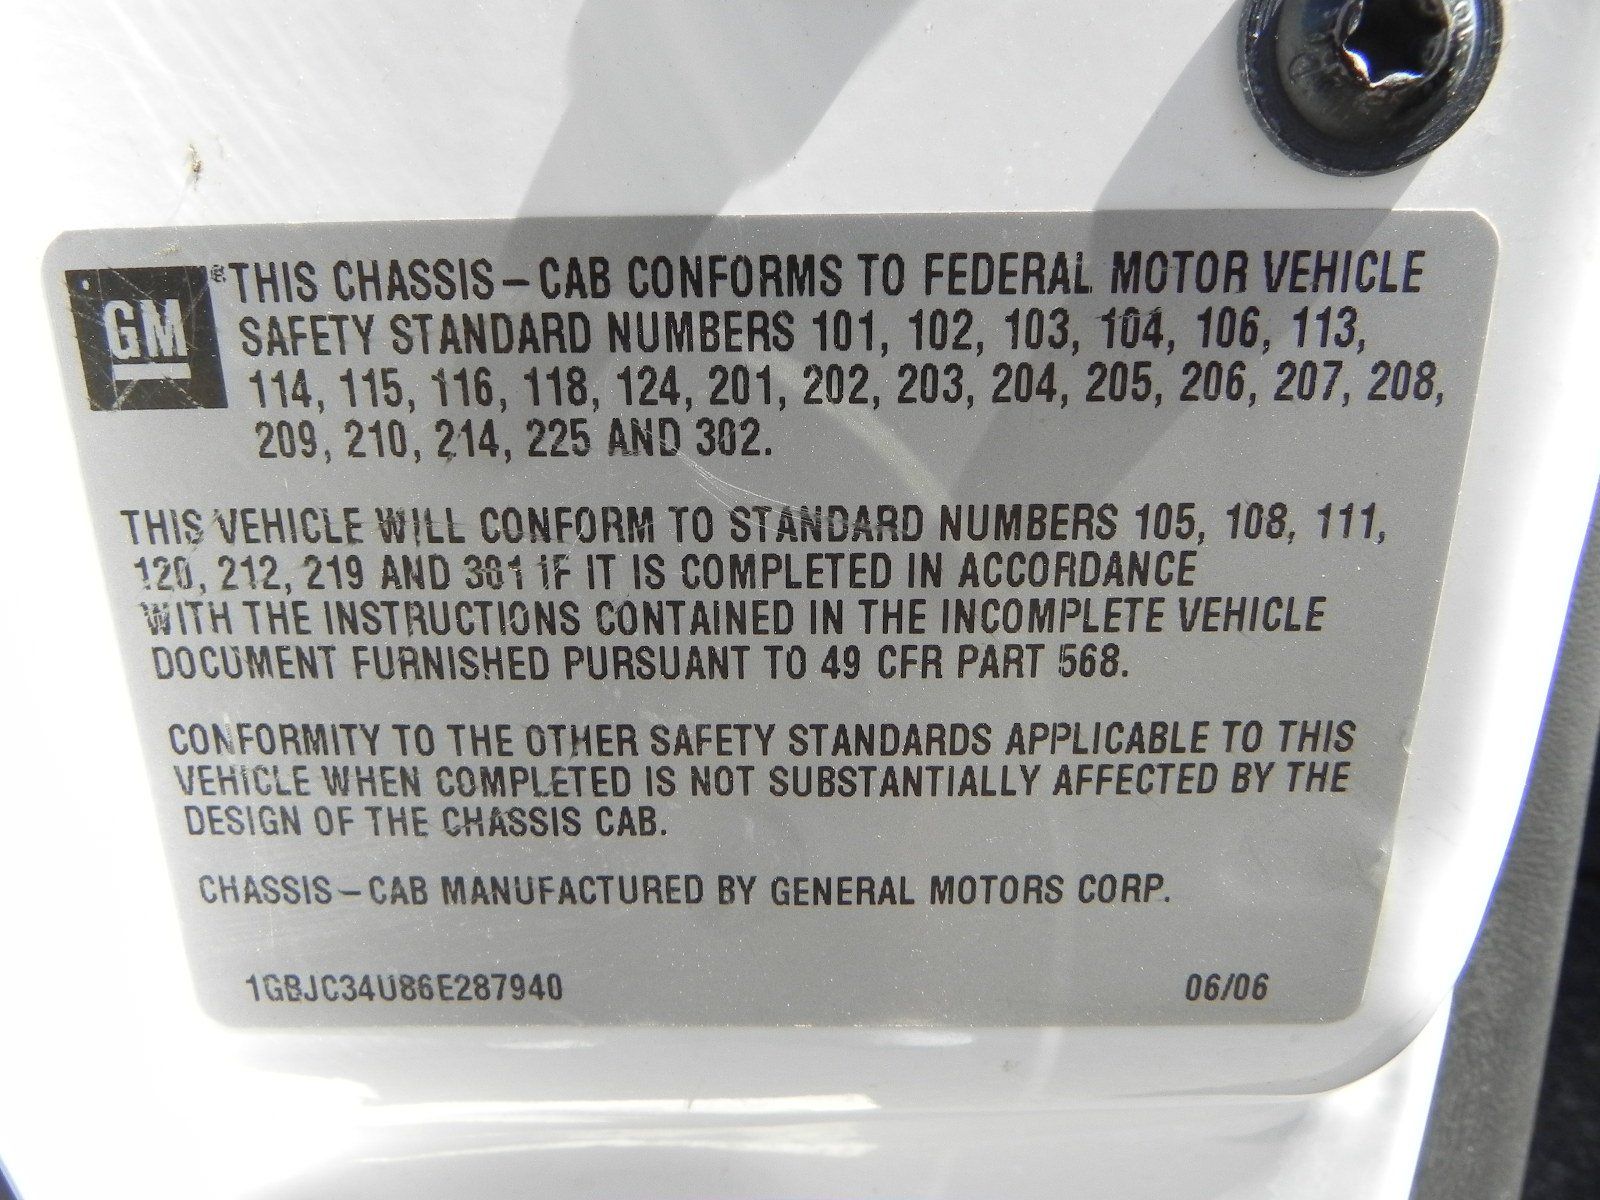 GM
® THIS CHASSIS – CAB CONFORMS TO FEDERAL MOTOR VEHICLE
SAFETY STANDARD NUMBERS 101, 102, 103, 104, 106, 113,
114, 115, 116, 118, 124, 201, 202, 203, 204, 205, 206, 207, 208,
209, 210, 214, 225 AND 302.
THIS VEHICLE WILL CONFORM TO STANDARD NUMBERS 105, 108, 111,
120, 212, 219 AND 301 IF IT IS COMPLETED IN ACCORDANCE
WITH THE INSTRUCTIONS CONTAINED IN THE INCOMPLETE VEHICLE
DOCUMENT FURNISHED PURSUANT TO 49 CFR PART 568.
CONFORMITY TO THE OTHER SAFETY STANDARDS APPLICABLE TO THIS
VEHICLE WHEN COMPLETED IS NOT SUBSTANTIALLY AFFECTED BY THE
DESIGN OF THE CHASSIS CAB.
CHASSIS – CAB MANUFACTURED BY GENERAL MOTORS CORP.
1GBJC34U86E287940 06/06